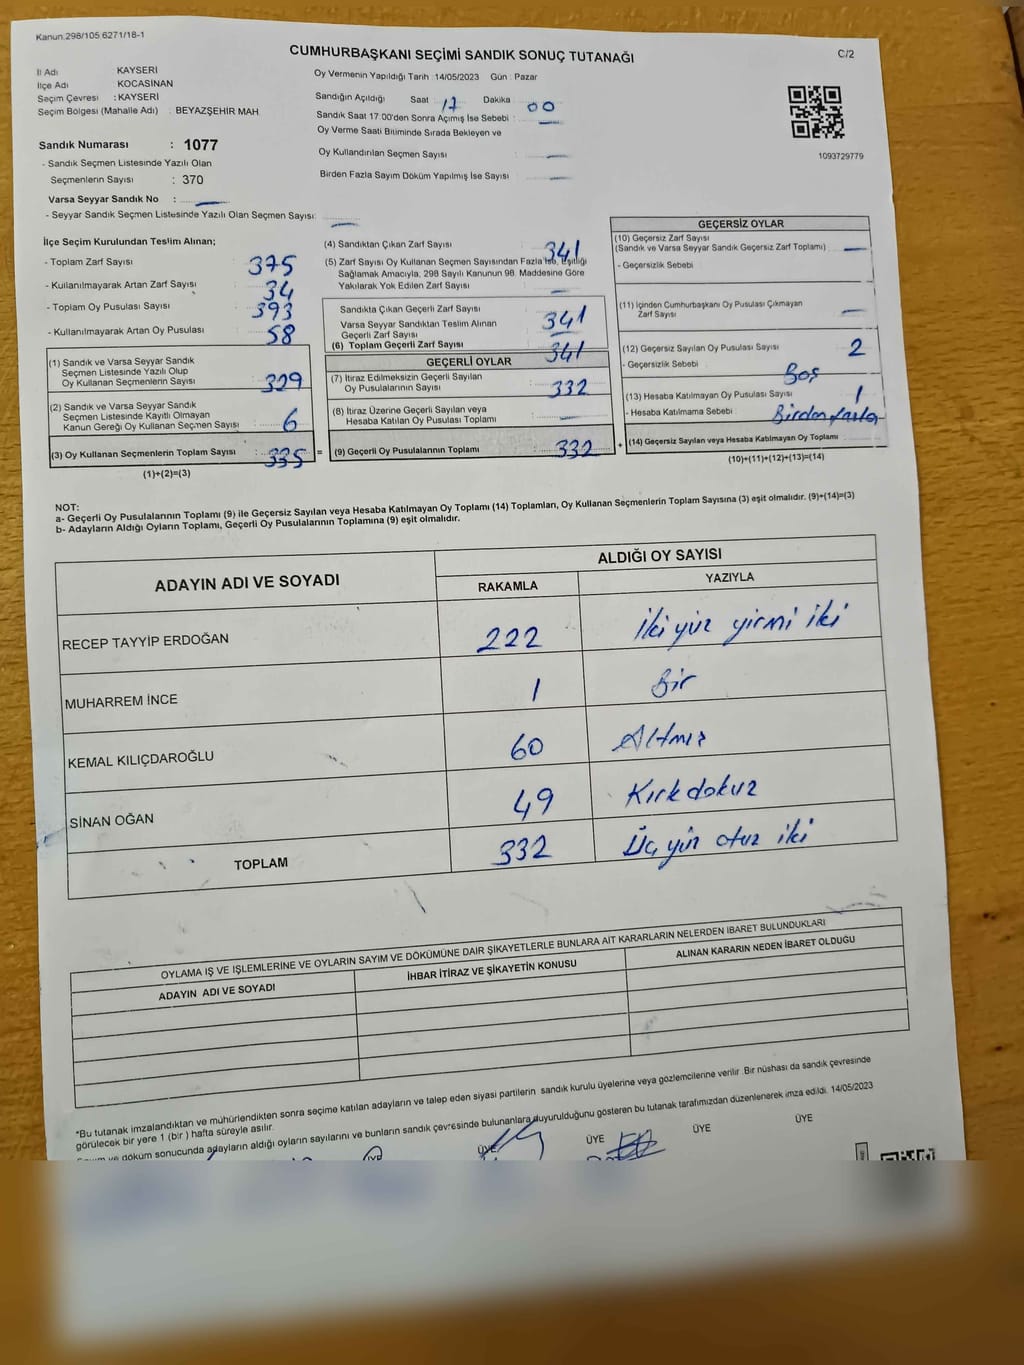 Kanun:298/105 6271/18-1
CUMHURBAŞKANI SEÇİMİ SANDIK SONUÇ TUTANAĞI
C/2
İl Adı KAYSERİ
İlçe Adı KOCASİNAN
Seçim Çevresi : KAYSERİ
Seçim Bölgesi (Mahalle Adı) : BEYAZŞEHİR MAH
Oy Vermenin Yapıldığı Tarih :14/05/2023 Gün : Pazar
Sandığın Açıldığı Saat 17 Dakika 00
Sandık Saat 17:00'den Sonra Açılmış İse Sebebi :
Oy Verme Saati Bitiminde Sırada Bekleyen ve
Oy Kullandırılan Seçmen Sayısı :
Birden Fazla Sayım Döküm Yapılmış İse Sayısı :
1093729779
Sandık Numarası : 1077
- Sandık Seçmen Listesinde Yazılı Olan
Seçmenlerin Sayısı : 370
Varsa Seyyar Sandık No :
- Seyyar Sandık Seçmen Listesinde Yazılı Olan Seçmen Sayısı:
İlçe Seçim Kurulundan Teslim Alınan;
- Toplam Zarf Sayısı : 375
- Kullanılmayarak Artan Zarf Sayısı : 34
- Toplam Oy Pusulası Sayısı : 393
- Kullanılmayarak Artan Oy Pusulası : 58
(1) Sandık ve Varsa Seyyar Sandık
Seçmen Listesinde Yazılı Olup
Oy Kullanan Seçmenlerin Sayısı : 329
(2) Sandık ve Varsa Seyyar Sandık
Seçmen Listesinde Kayıtlı Olmayan
Kanun Gereği Oy Kullanan Seçmen Sayısı : 6
(3) Oy Kullanan Seçmenlerin Toplam Sayısı : 335
(1)+(2)=(3)
(4) Sandıktan Çıkan Zarf Sayısı : 341
(5) Zarf Sayısı Oy Kullanan Seçmen Sayısından Fazla İse, Eşitliği
Sağlamak Amacıyla, 298 Sayılı Kanunun 98. Maddesine Göre
Yakılarak Yok Edilen Zarf Sayısı :
Sandıkta Çıkan Geçerli Zarf Sayısı : 341
Varsa Seyyar Sandıktan Teslim Alınan
Geçerli Zarf Sayısı :
(6) Toplam Geçerli Zarf Sayısı : 341
GEÇERLİ OYLAR
(7) İtiraz Edilmeksizin Geçerli Sayılan
Oy Pusulalarının Sayısı : 332
(8) İtiraz Üzerine Geçerli Sayılan veya
Hesaba Katılan Oy Pusulası Toplamı :
= (9) Geçerli Oy Pusulalarının Toplamı : 332 +
GEÇERSİZ OYLAR
(10) Geçersiz Zarf Sayısı
(Sandık ve Varsa Seyyar Sandık Geçersiz Zarf Toplamı) :
- Geçersizlik Sebebi :
(11) İçinden Cumhurbaşkanı Oy Pusulası Çıkmayan
Zarf Sayısı :
(12) Geçersiz Sayılan Oy Pusulası Sayısı : 2
- Geçersizlik Sebebi : Boş
(13) Hesaba Katılmayan Oy Pusulası Sayısı : 1
- Hesaba Katılmama Sebebi : Birden fazla
(14) Geçersiz Sayılan veya Hesaba Katılmayan Oy Toplamı :
(10)+(11)+(12)+(13)=(14)
NOT:
a- Geçerli Oy Pusulalarının Toplamı (9) ile Geçersiz Sayılan veya Hesaba Katılmayan Oy Toplamı (14) Toplamları, Oy Kullanan Seçmenlerin Toplam Sayısına (3) eşit olmalıdır. (9)+(14)=(3)
b- Adayların Aldığı Oyların Toplamı, Geçerli Oy Pusulalarının Toplamına (9) eşit olmalıdır.
ADAYIN ADI VE SOYADI
ALDIĞI OY SAYISI
RAKAMLA YAZIYLA
RECEP TAYYİP ERDOĞAN 222 İki yüz yirmi iki
MUHARREM İNCE 1 Bir
KEMAL KILIÇDAROĞLU 60 Altmış
SİNAN OĞAN 49 Kırkdokuz
TOPLAM 332 Üç yüz otuz iki
OYLAMA İŞ VE İŞLEMLERİNE VE OYLARIN SAYIM VE DÖKÜMÜNE DAİR ŞİKAYETLERLE BUNLARA AİT KARARLARIN NELERDEN İBARET BULUNDUKLARI
ADAYIN ADI VE SOYADI İHBAR İTİRAZ VE ŞİKAYETİN KONUSU ALINAN KARARIN NEDEN İBARET OLDUĞU
*Bu tutanak imzalandıktan ve mühürlendikten sonra seçime katılan adayların ve talep eden siyasi partilerin sandık kurulu üyelerine veya gözlemcilerine verilir. Bir nüshası da sandık çevresinde
görülecek bir yere 1 (bir) hafta süreyle asılır.
ve döküm sonucunda adayların aldığı oyların sayılarını ve bunların sandık çevresinde bulunanlara duyurulduğunu gösteren bu tutanak tarafımızdan düzenlenerek imza edildi. 14/05/2023
ÜYE ÜYE ÜYE ÜYE ÜYE